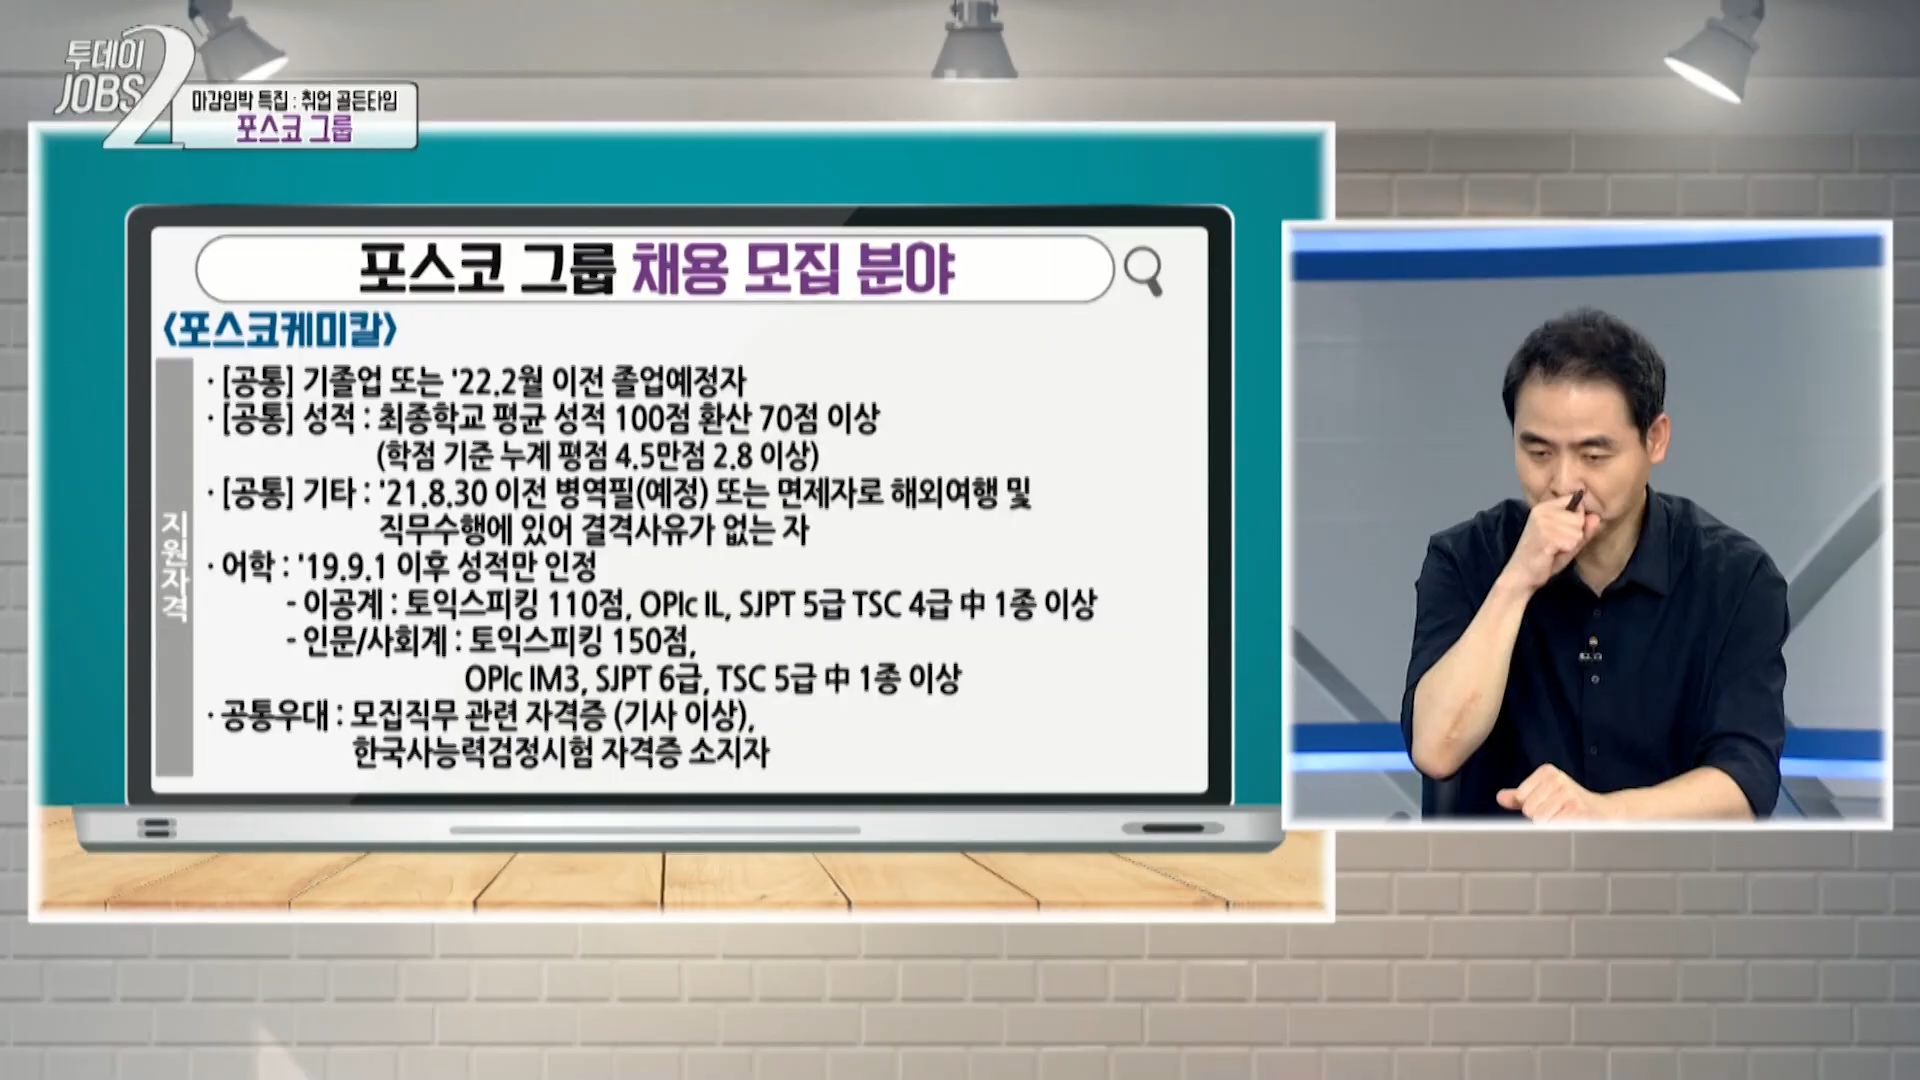 투데이
JOBS 2
마감임박 특집 : 취업 골든타임
포스코 그룹
포스코 그룹 채용 모집 분야
<포스코케미칼>
지원자격
· [공통] 기졸업 또는 '22.2월 이전 졸업예정자
· [공통] 성적 : 최종학교 평균 성적 100점 환산 70점 이상
(학점 기준 누계 평점 4.5만점 2.8 이상)
· [공통] 기타 : '21.8.30 이전 병역필(예정) 또는 면제자로 해외여행 및
직무수행에 있어 결격사유가 없는 자
· 어학 : '19.9.1 이후 성적만 인정
- 이공계 : 토익스피킹 110점, OPIc IL, SJPT 5급 TSC 4급 中 1종 이상
- 인문/사회계 : 토익스피킹 150점,
OPIc IM3, SJPT 6급, TSC 5급 中 1종 이상
· 공통우대 : 모집직무 관련 자격증 (기사 이상),
한국사능력검정시험 자격증 소지자